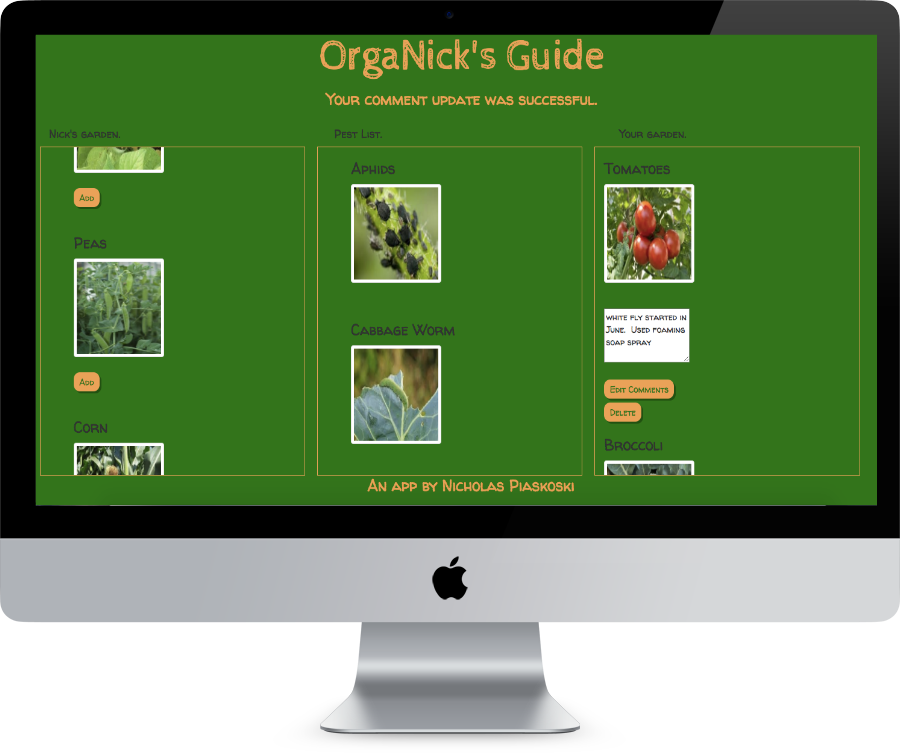 OrgaNick's Guide
Your comment update was successful.
Nick's garden.
Add
Peas
Add
Corn
Pest List.
Aphids
Cabbage Worm
Your garden.
Tomatoes
white fly started in
June. Used foaming
soap spray
Edit Comments
Delete
Broccoli
An app by Nicholas Piaskoski